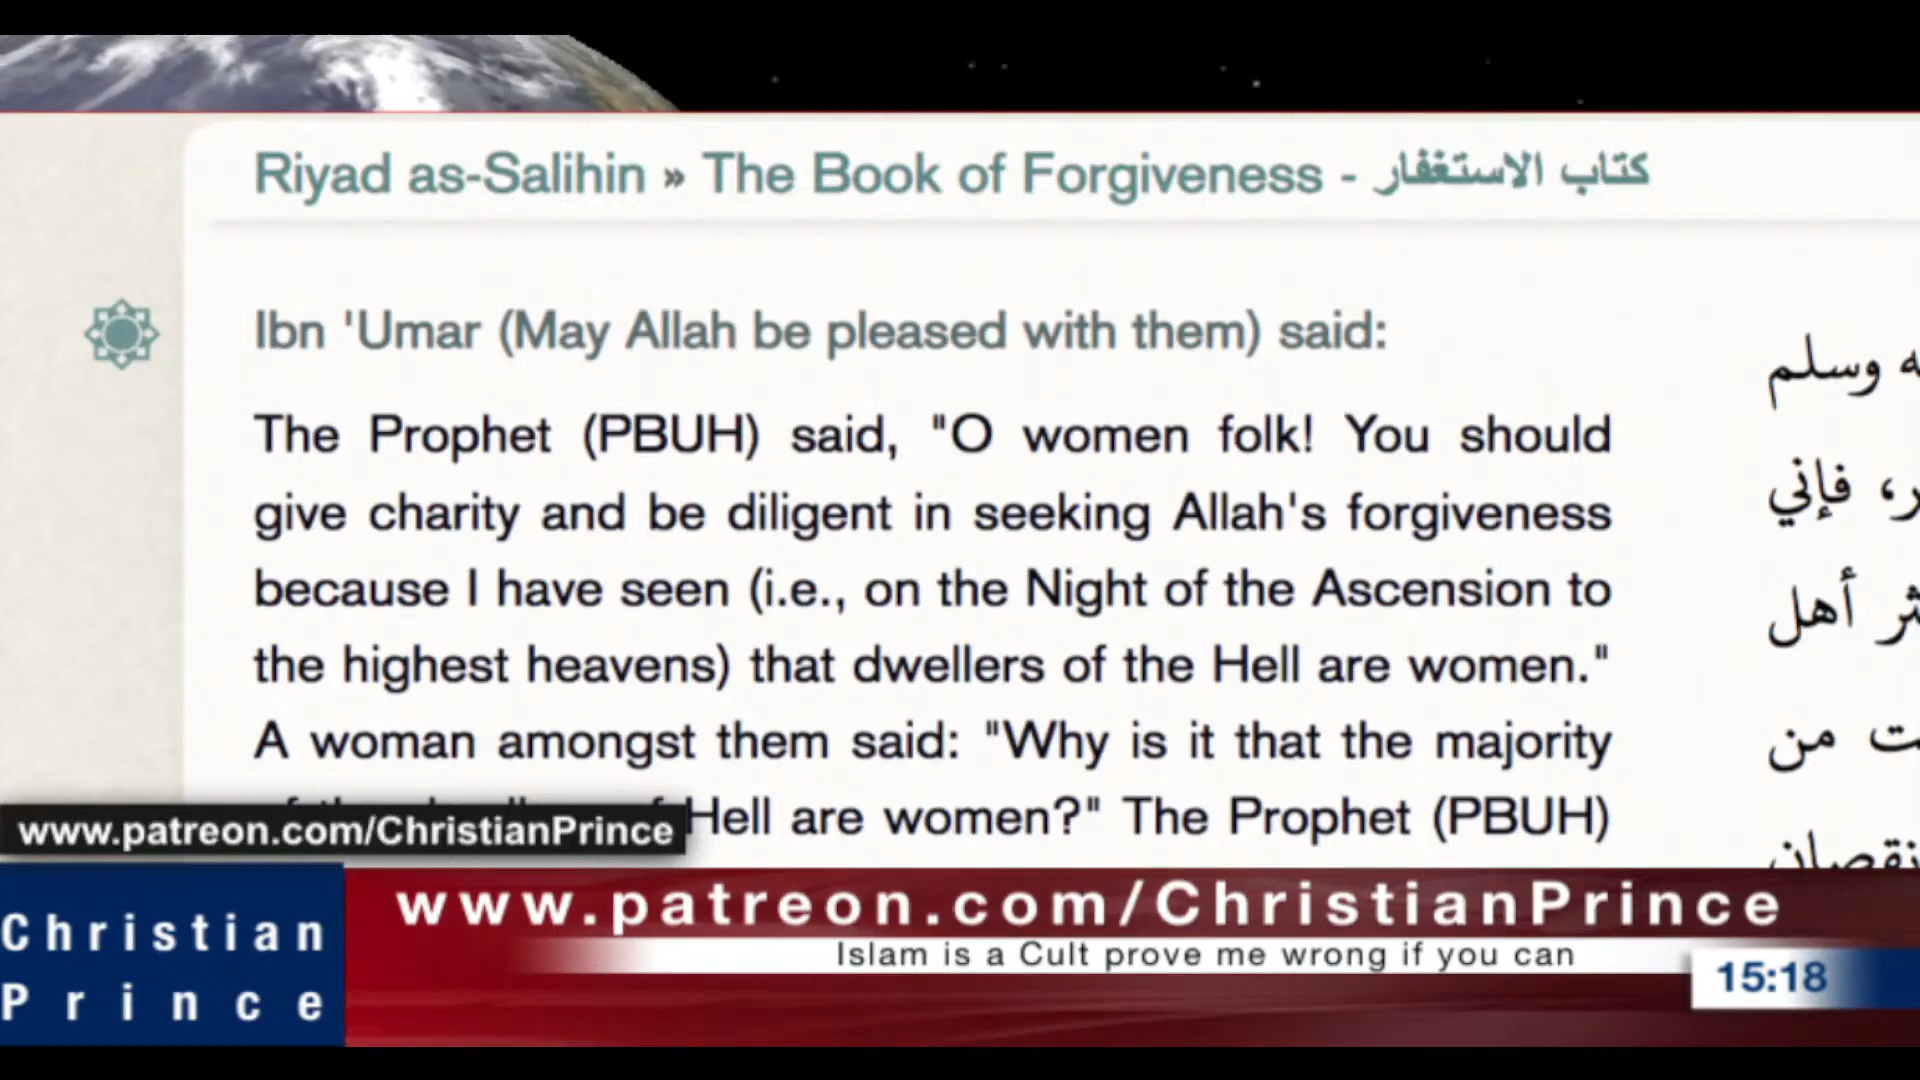 Riyad as-Salihin » The Book of Forgiveness - كتاب الاستغفار
Ibn 'Umar (May Allah be pleased with them) said:
The Prophet (PBUH) said, "O women folk! You should
give charity and be diligent in seeking Allah's forgiveness
because I have seen (i.e., on the Night of the Ascension to
the highest heavens) that dwellers of the Hell are women."
A woman amongst them said: "Why is it that the majority
Hell are women?" The Prophet (PBUH)
ه وسلم
فإني
أهل
من
www.patreon.com/ChristianPrince
Christian
Prince
www.patreon.com/ChristianPrince
Islam is a Cult prove me wrong if you can
15:18